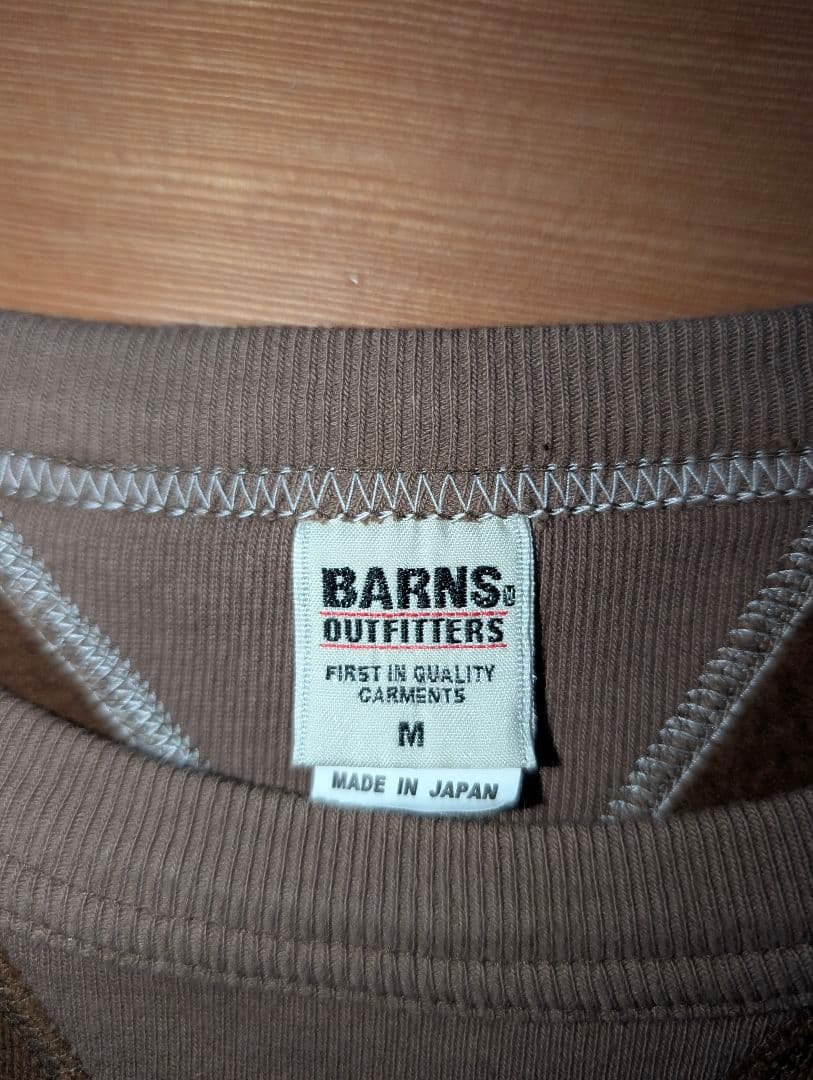 BARNS
OUTFITTERS
FIRST IN QUALITY
GARMENTS
M
MADE IN JAPAN